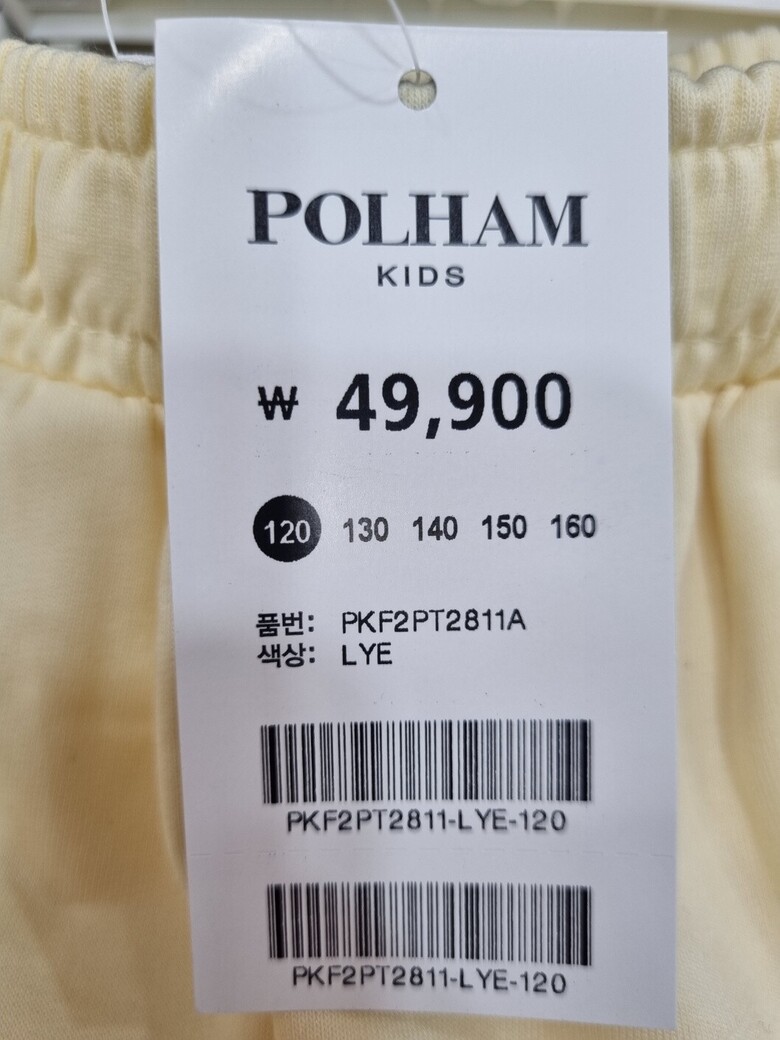 POLHAM
KIDS
₩ 49,900
120 130 140 150 160
품번: PKF2PT2811A
색상: LYE
PKF2PT2811-LYE-120
PKF2PT2811-LYE-120